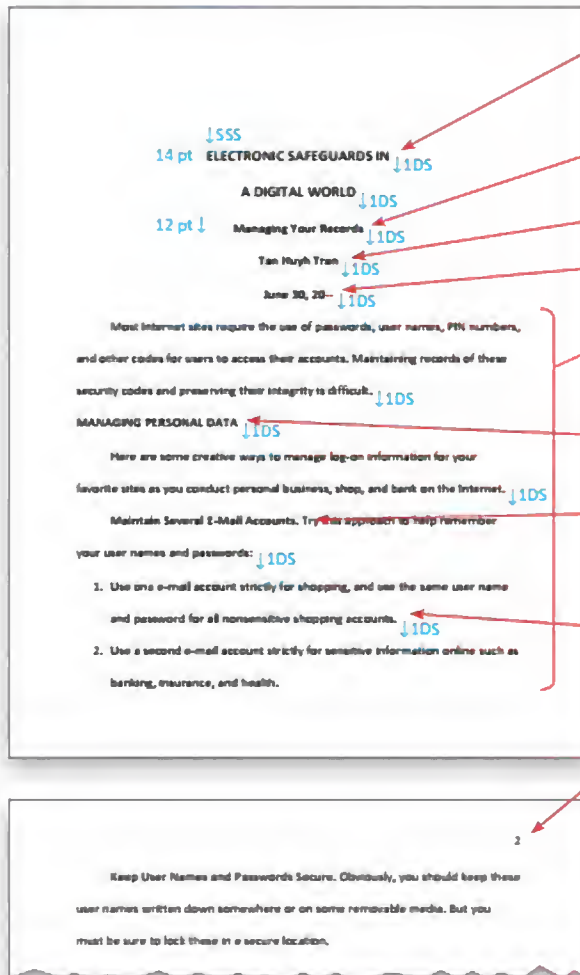 ↓SSS
14 pt ELECTRONIC SAFEGUARDS IN ↓1DS
A DIGITAL WORLD ↓1DS
12 pt ↓ Managing Your Records ↓1DS
Tan Huyh Tran ↓1DS
June 30, 20-- ↓1DS
Most Internet sites require the use of passwords, user names, PIN numbers,
and other codes for users to access their accounts. Maintaining records of these
security codes and preserving their integrity is difficult. ↓1DS
MANAGING PERSONAL DATA ↓1DS
Here are some creative ways to manage log-on information for your
favorite sites as you conduct personal business, shop, and bank on the Internet. ↓1DS
Maintain Several E-Mail Accounts. Try this approach to help remember
your user names and passwords: ↓1DS
1. Use one e-mail account strictly for shopping, and use the same user name
and password for all nonsensitive shopping accounts. ↓1DS
2. Use a second e-mail account strictly for sensitive information online such as
banking, insurance, and health.
2
Keep User Names and Passwords Secure. Obviously, you should keep these
user names written down somewhere or on some removable media. But you
must be sure to lock these in a secure location.